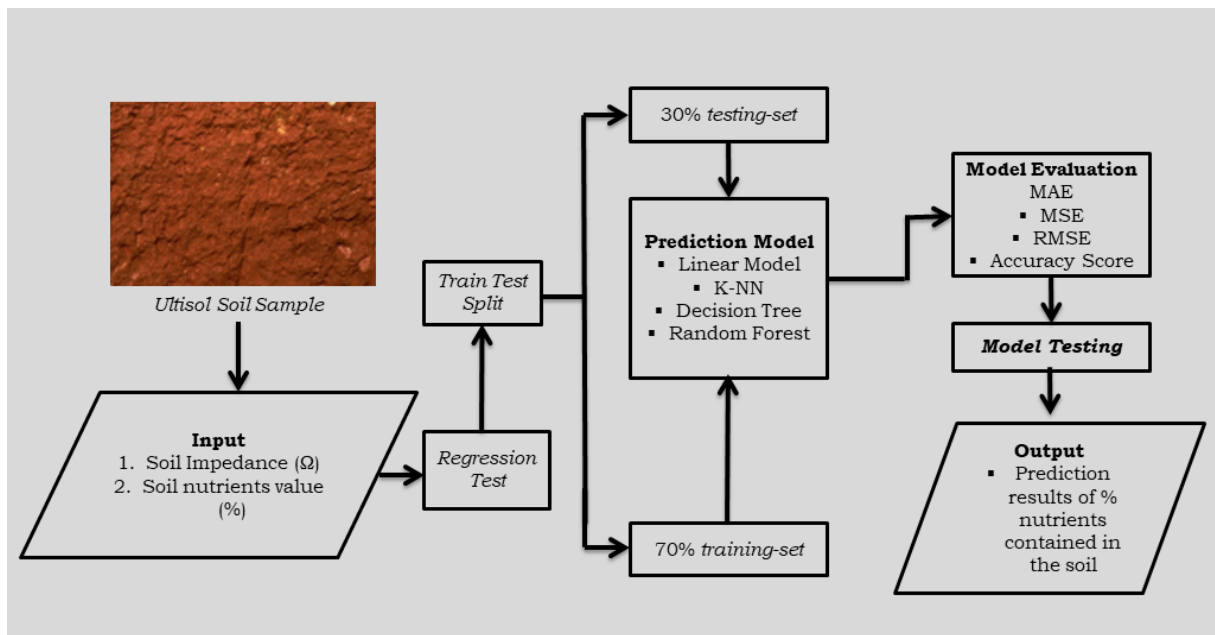 Ultisol Soil Sample
Input
1. Soil Impedance (Ω)
2. Soil nutrients value
(%)
Regression
Test
Train Test
Split
30% testing-set
Prediction Model
▪ Linear Model
▪ K-NN
▪ Decision Tree
▪ Random Forest
70% training-set
Model Evaluation
MAE
▪ MSE
▪ RMSE
▪ Accuracy Score
Model Testing
Output
▪ Prediction
results of %
nutrients
contained in
the soil